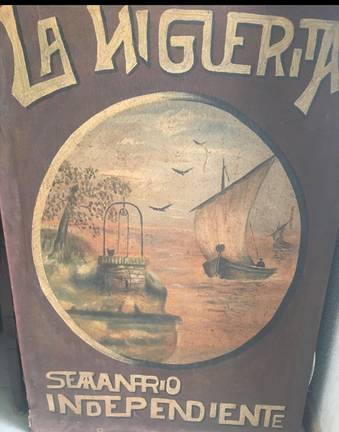 LA HIGUERITA
SEMANARIO
INDEPENDIENTE